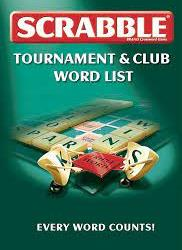 SCRABBLE
BRAND Crossword Game
TOURNAMENT & CLUB
WORD LIST
EVERY WORD COUNTS!